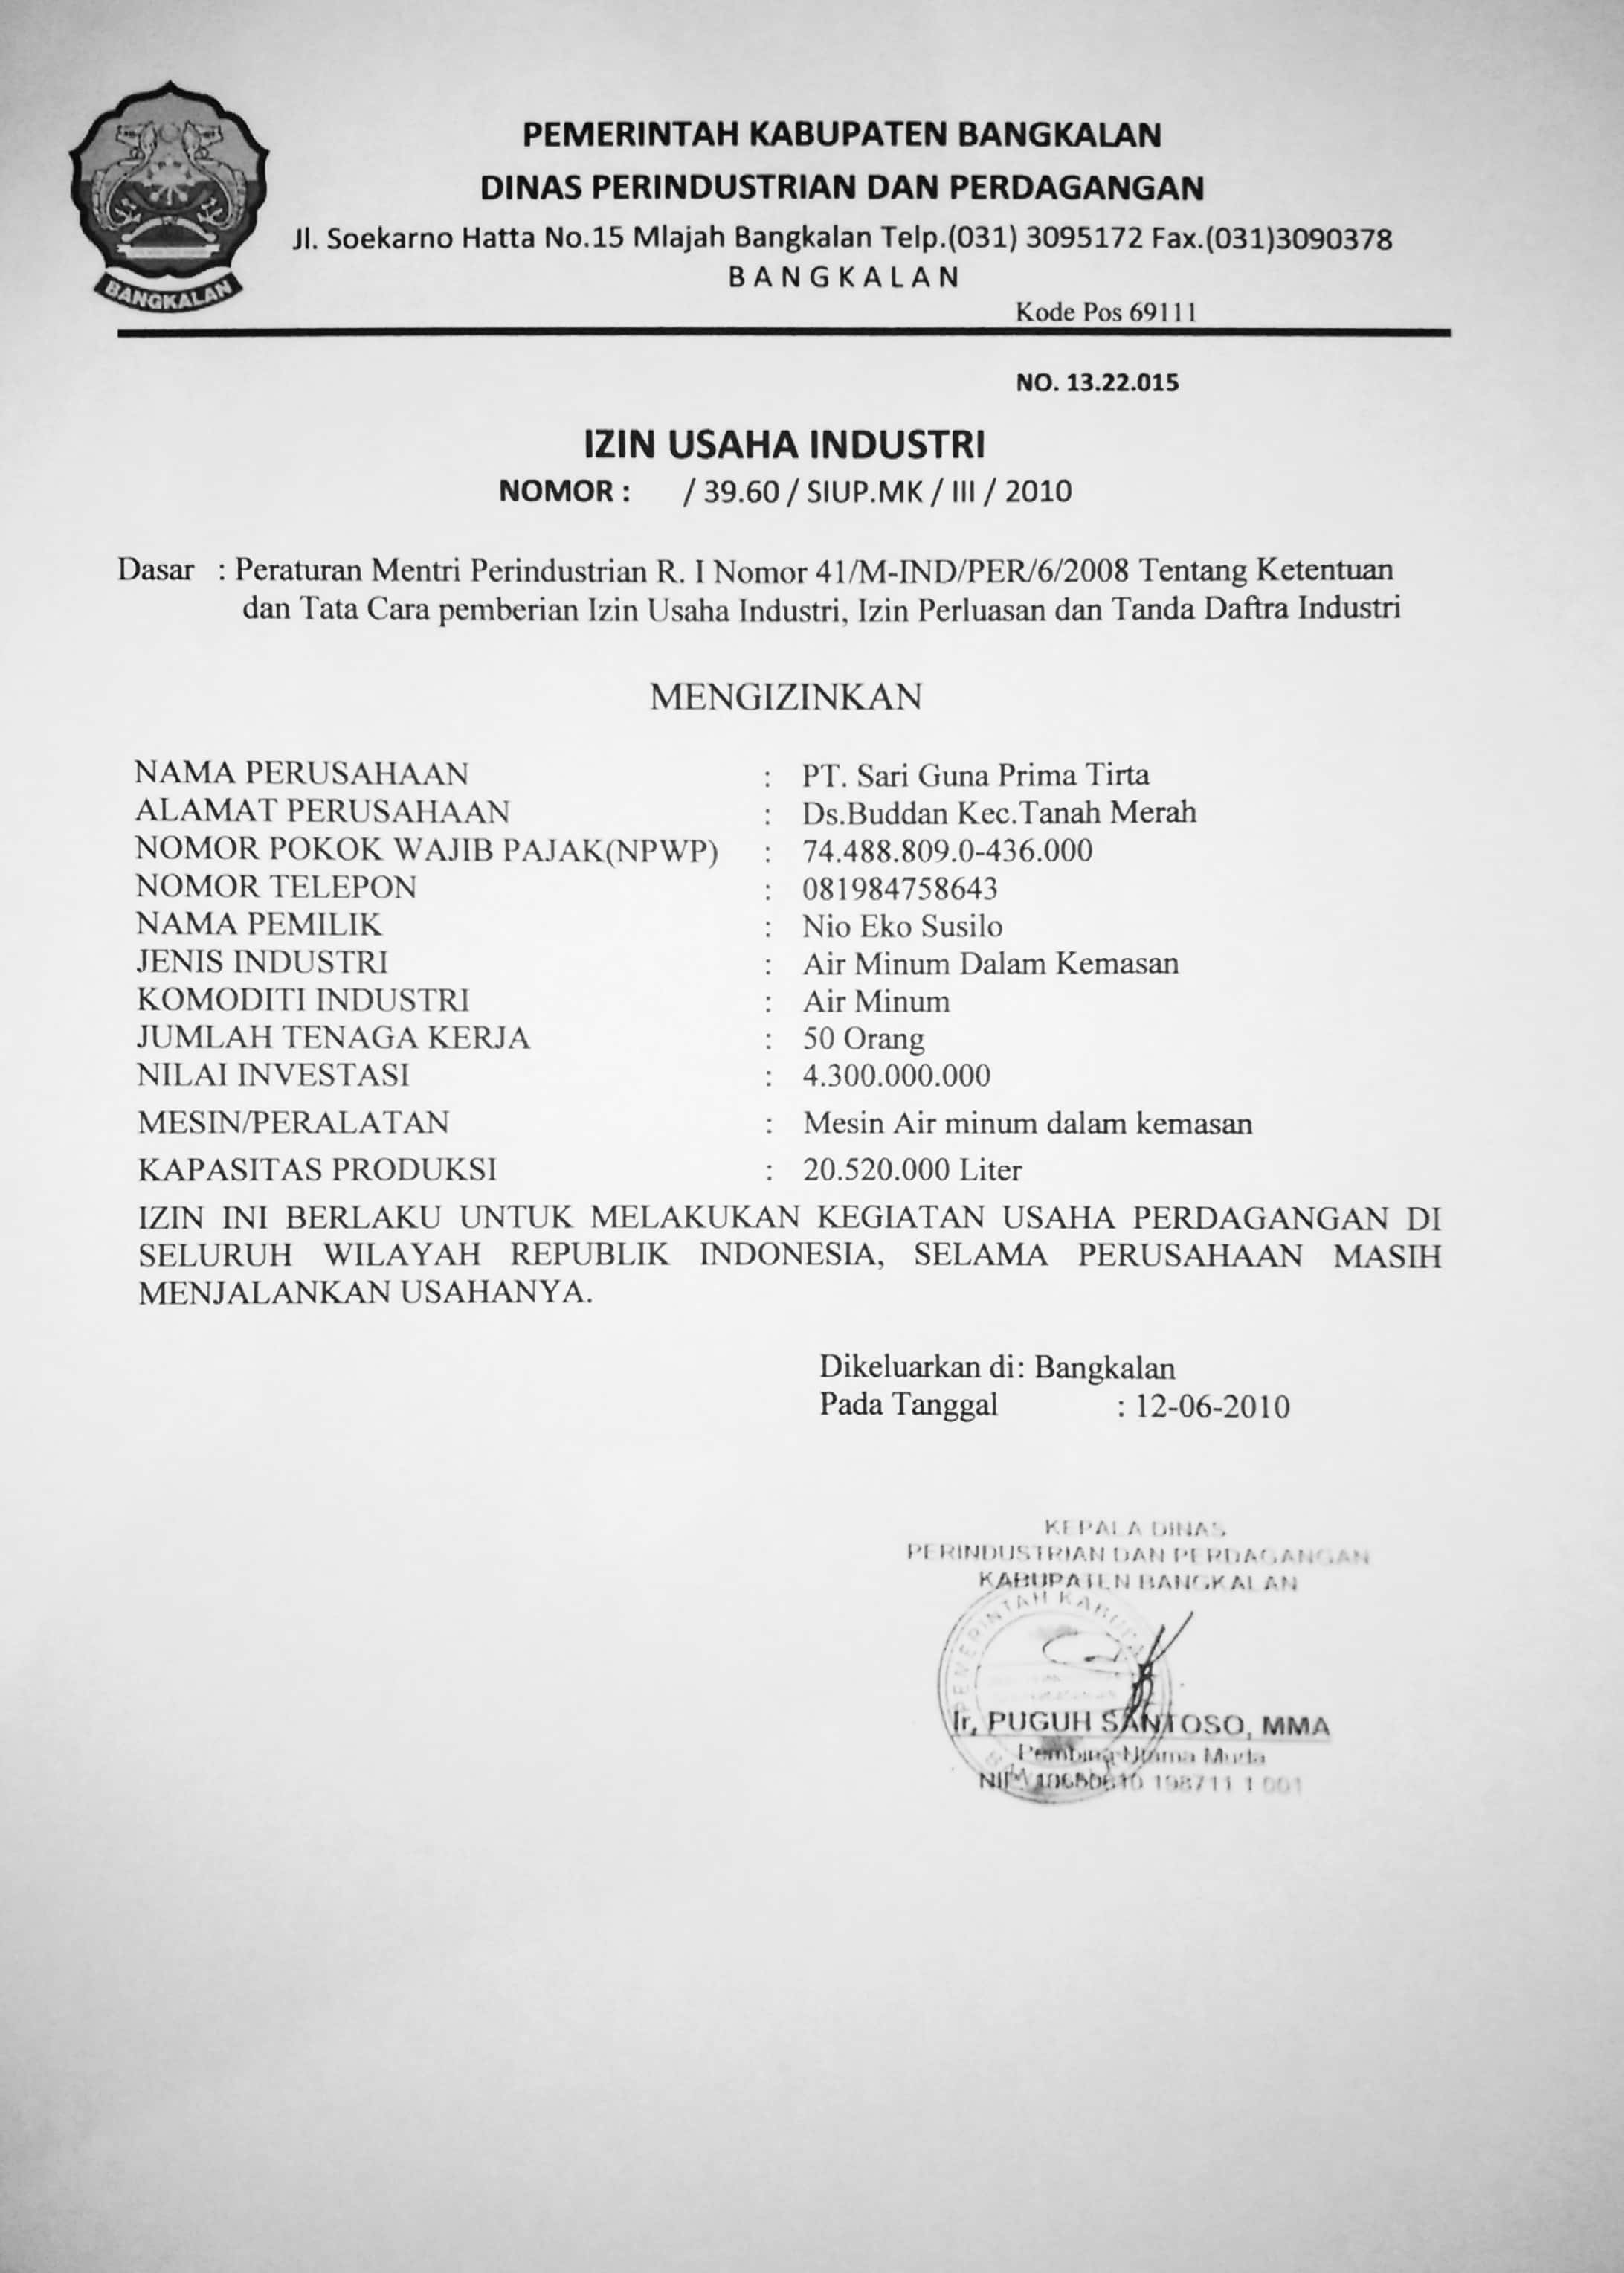 BANGKALAN
PEMERINTAH KABUPATEN BANGKALAN
DINAS PERINDUSTRIAN DAN PERDAGANGAN
Jl. Soekarno Hatta No.15 Mlajah Bangkalan Telp.(031) 3095172 Fax.(031)3090378
B A N G K A L A N
Kode Pos 69111
NO. 13.22.015
IZIN USAHA INDUSTRI
NOMOR : / 39.60 / SIUP.MK / III / 2010
Dasar : Peraturan Mentri Perindustrian R. I Nomor 41/M-IND/PER/6/2008 Tentang Ketentuan
dan Tata Cara pemberian Izin Usaha Industri, Izin Perluasan dan Tanda Daftra Industri
MENGIZINKAN
NAMA PERUSAHAAN : PT. Sari Guna Prima Tirta
ALAMAT PERUSAHAAN : Ds.Buddan Kec.Tanah Merah
NOMOR POKOK WAJIB PAJAK(NPWP) : 74.488.809.0-436.000
NOMOR TELEPON : 081984758643
NAMA PEMILIK : Nio Eko Susilo
JENIS INDUSTRI : Air Minum Dalam Kemasan
KOMODITI INDUSTRI : Air Minum
JUMLAH TENAGA KERJA : 50 Orang
NILAI INVESTASI : 4.300.000.000
MESIN/PERALATAN : Mesin Air minum dalam kemasan
KAPASITAS PRODUKSI : 20.520.000 Liter
IZIN INI BERLAKU UNTUK MELAKUKAN KEGIATAN USAHA PERDAGANGAN DI
SELURUH WILAYAH REPUBLIK INDONESIA, SELAMA PERUSAHAAN MASIH
MENJALANKAN USAHANYA.
Dikeluarkan di: Bangkalan
Pada Tanggal : 12-06-2010
KEPALA DINAS
PERINDUSTRIAN DAN PERDAGANGAN
KABUPATEN BANGKALAN
PEMERINTAH
Ir, PUGUH SANTOSO, MMA
Pembina Utama Muda
NIP